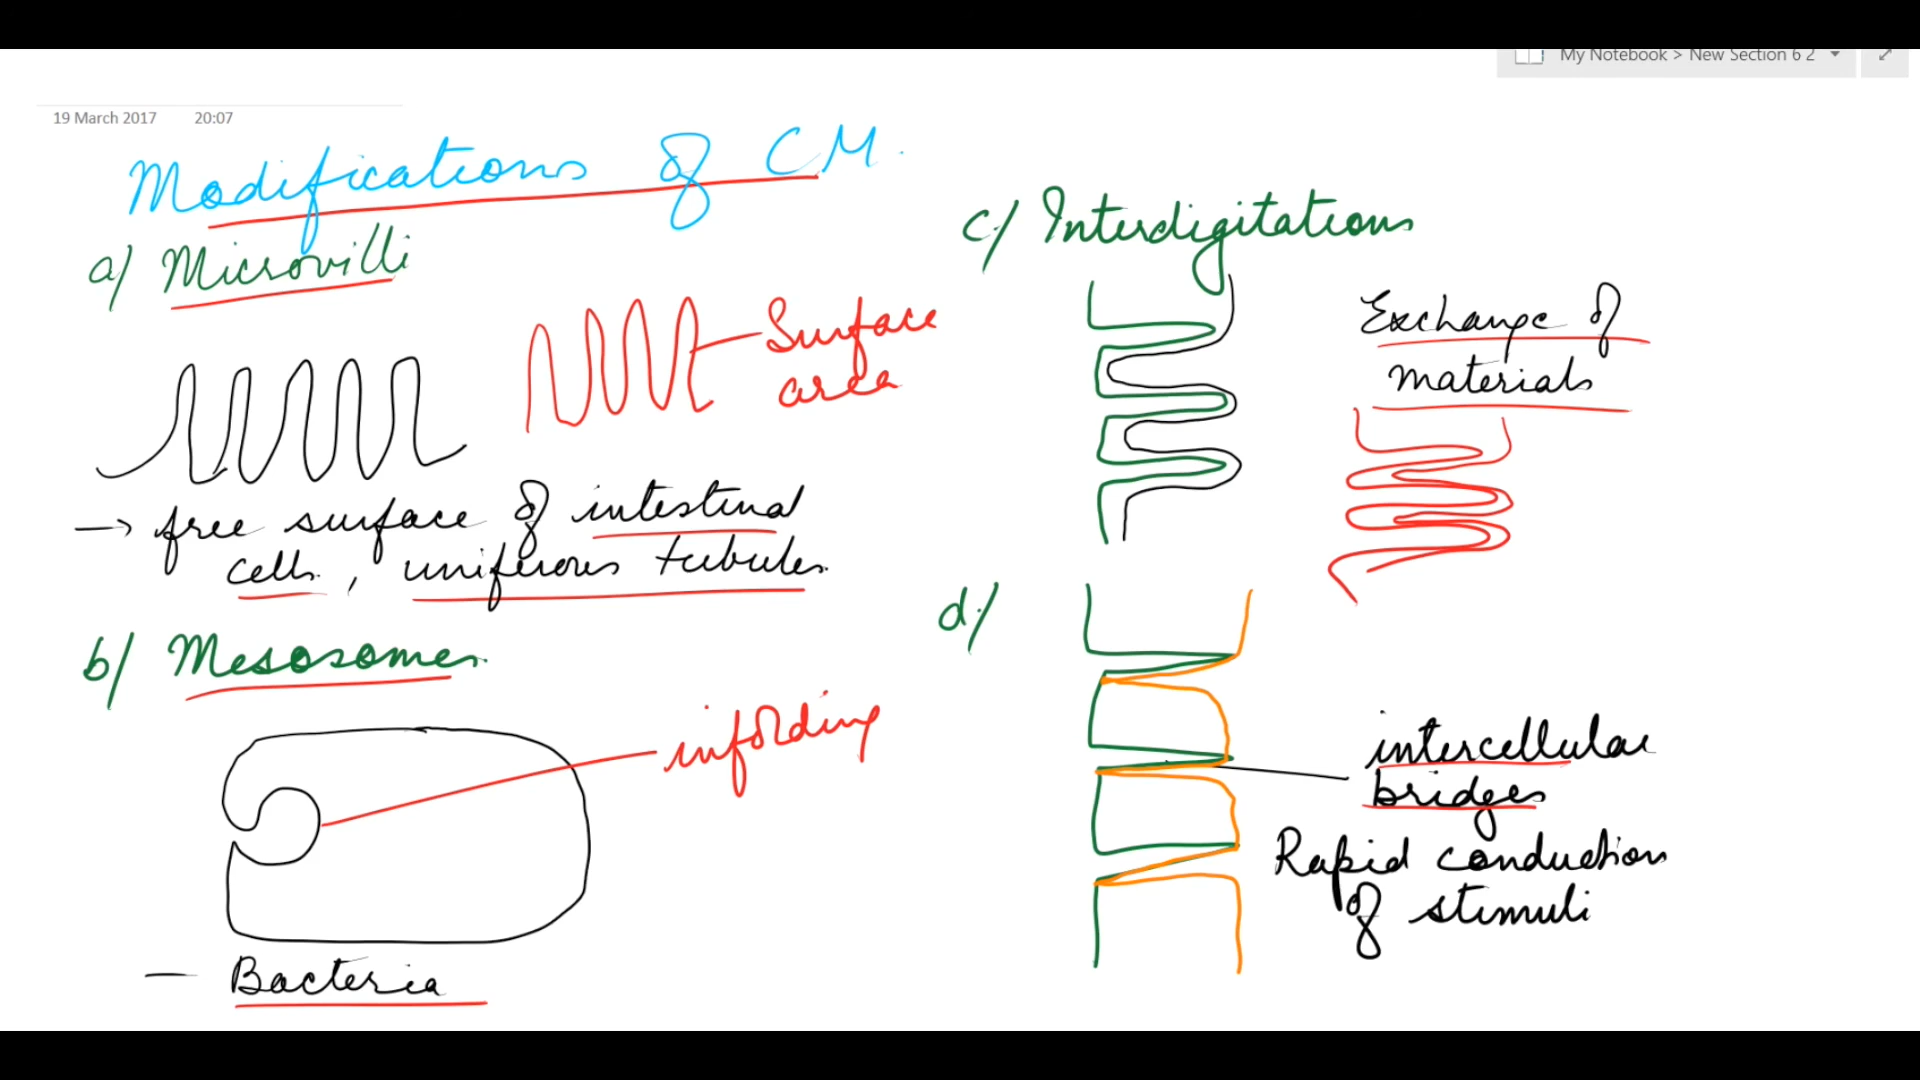 My Notebook > New Section 6 2
19 March 2017 20:07
Modifications of CM.
a) Microvilli
Surface
area
→ free surface of intestinal
cells, uniferous tubules.
b) Mesosomes.
infolding
- Bacteria
c) Interdigitations
Exchange of
materials
d)
intercellular
bridges
Rapid conduction
of stimuli